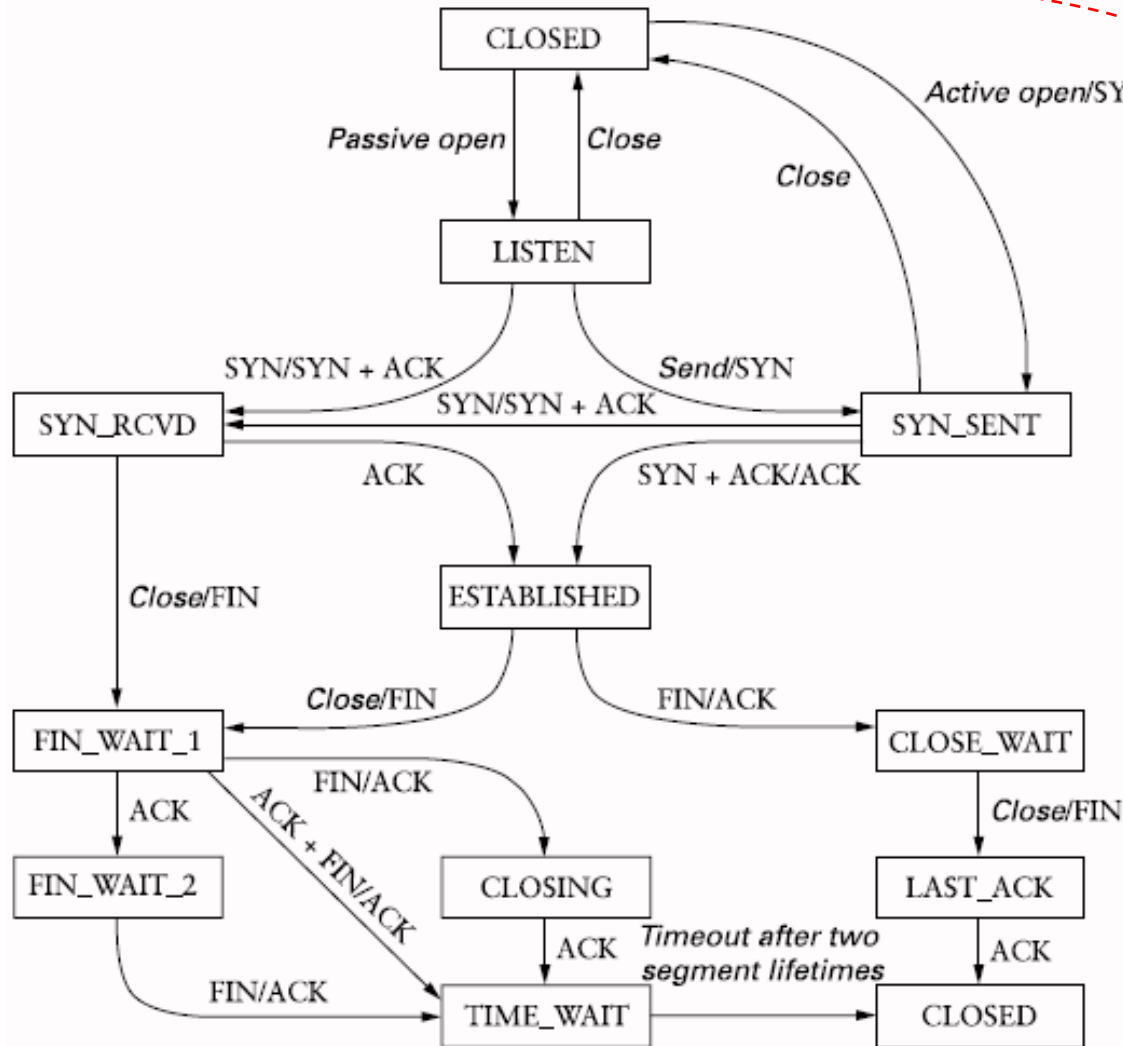 CLOSED
Active open/SY
Passive open
Close
Close
LISTEN
SYN/SYN + ACK
Send/SYN
SYN/SYN + ACK
SYN_RCVD
SYN_SENT
ACK
SYN + ACK/ACK
Close/FIN
ESTABLISHED
Close/FIN
FIN/ACK
FIN_WAIT_1
CLOSE_WAIT
FIN/ACK
ACK
ACK + FIN/ACK
Close/FIN
FIN_WAIT_2
CLOSING
LAST_ACK
ACK
Timeout after two
segment lifetimes
ACK
FIN/ACK
TIME_WAIT
CLOSED